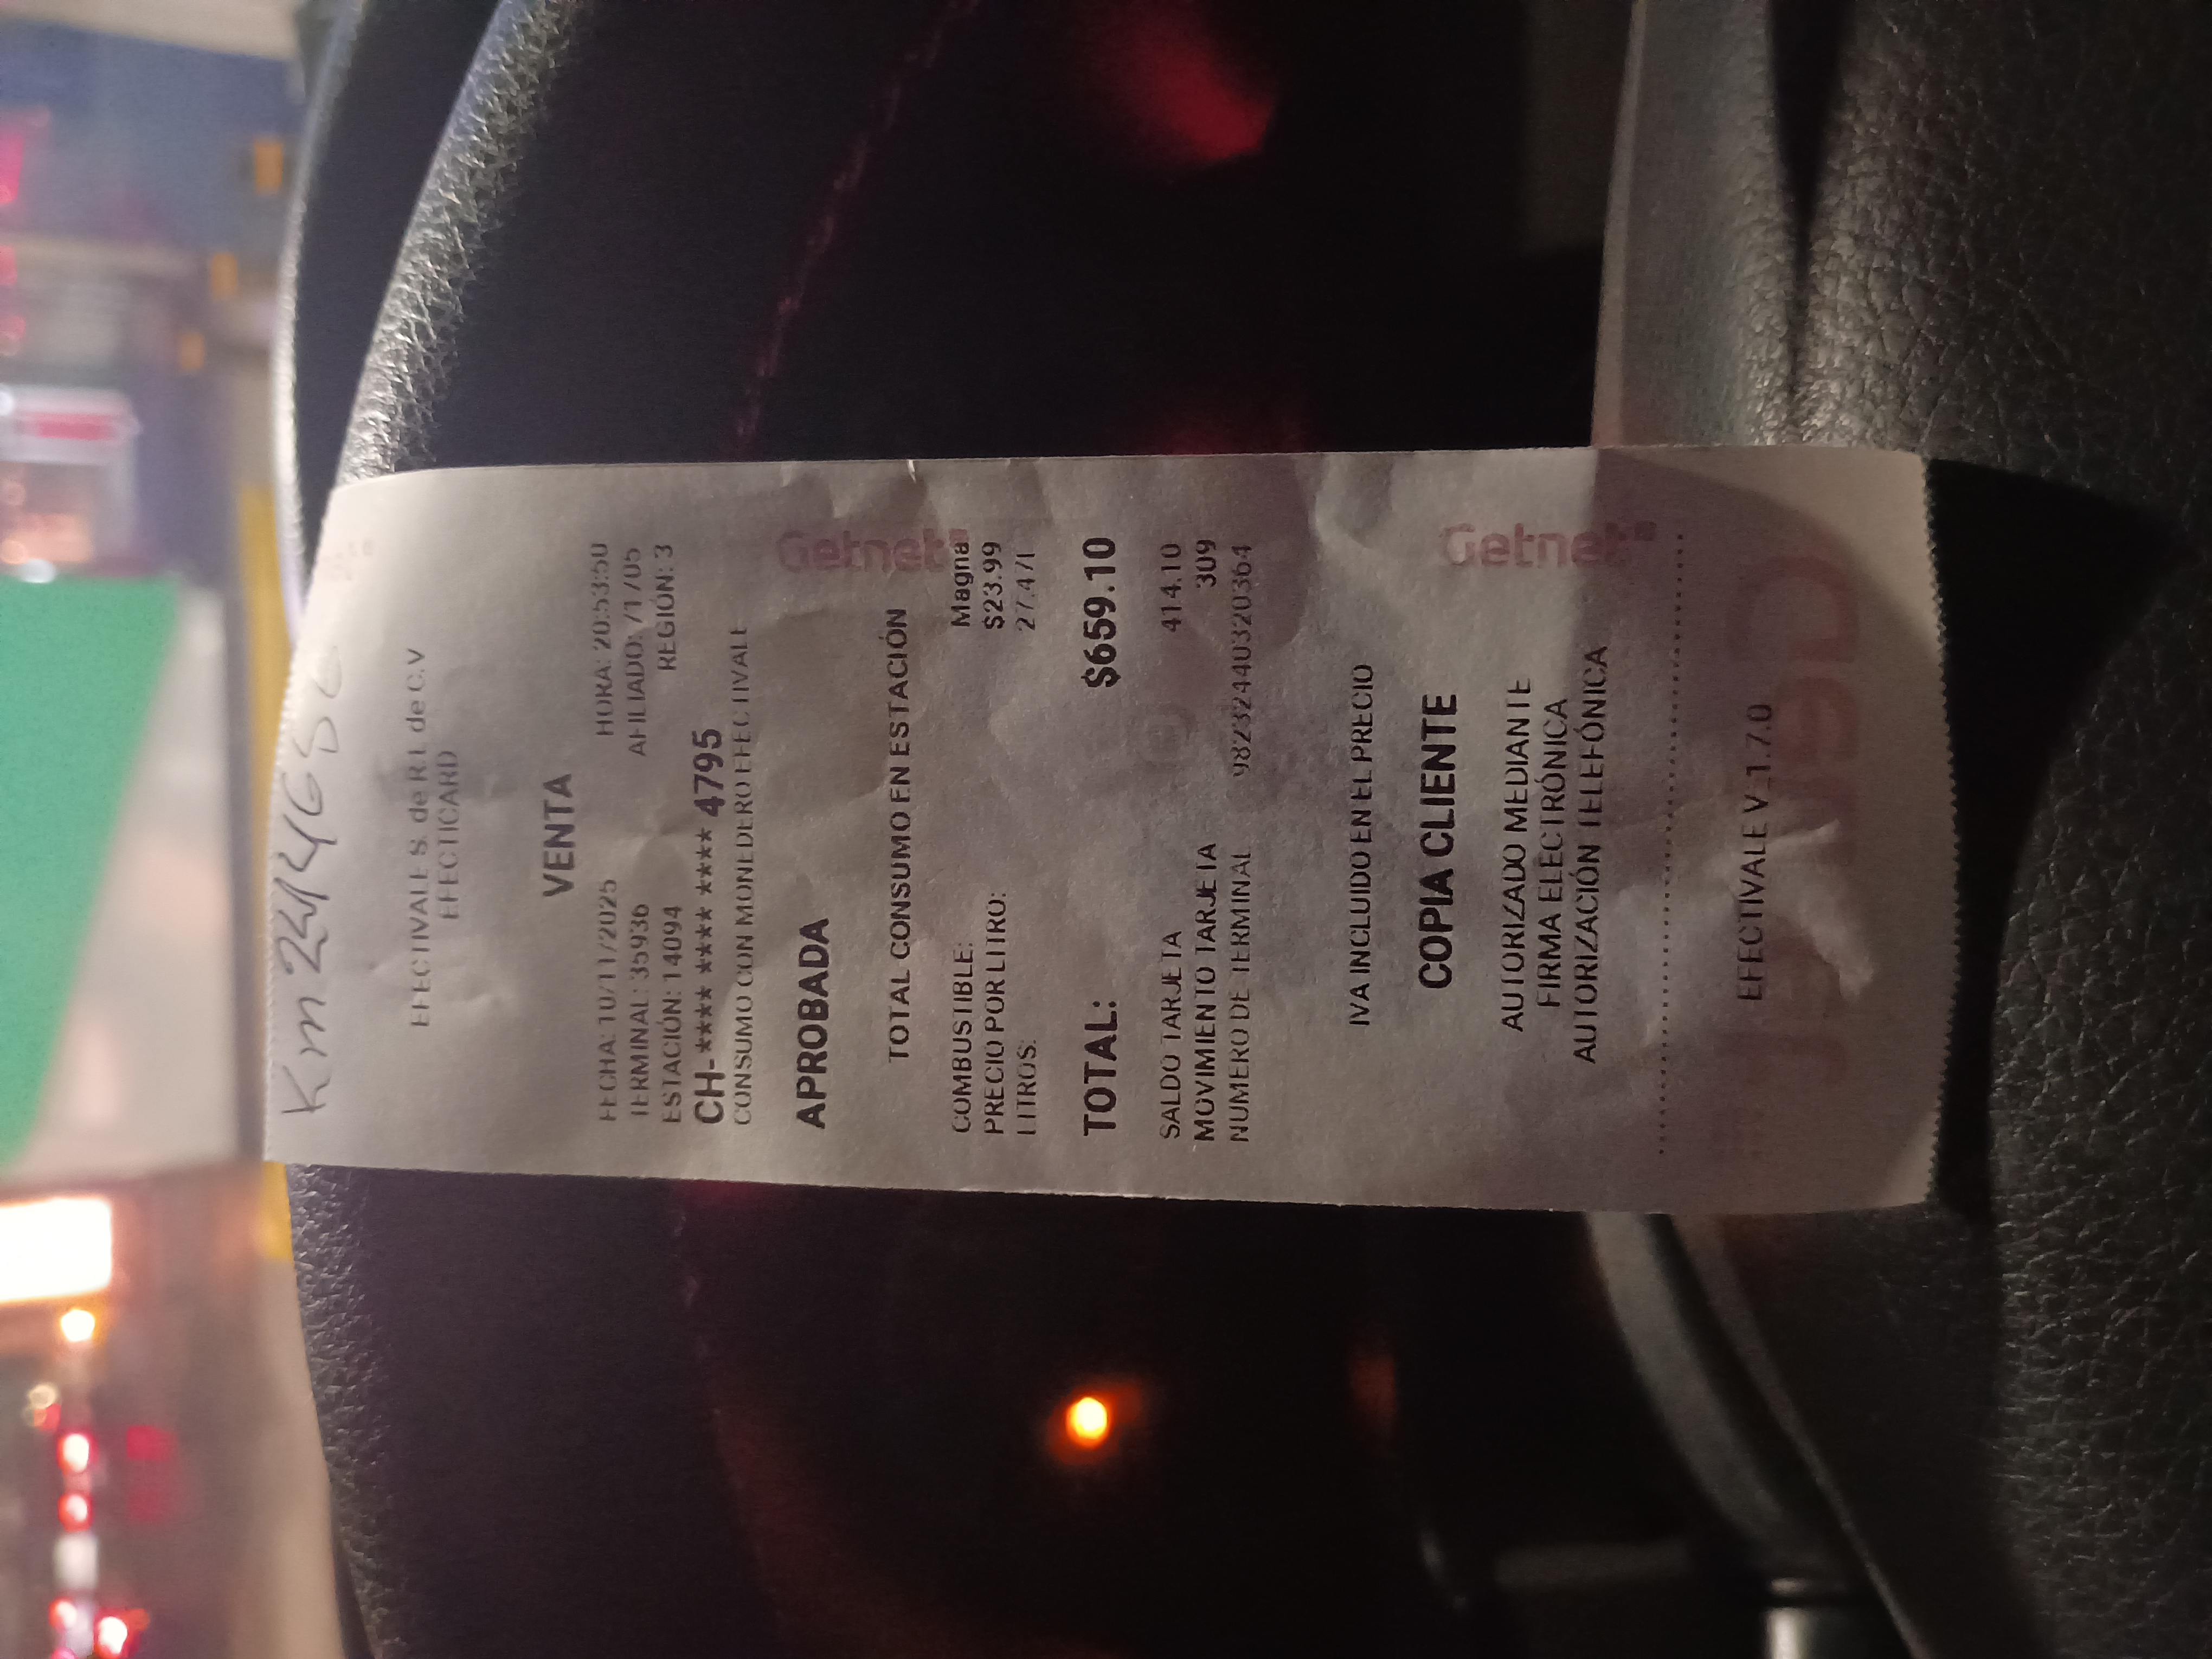 EFECTIVALE S. de R.L. de C.V
EFECTICARD
VENTA
FECHA: 10/11/2025 HORA: 20:53:50
TERMINAL: 35936 AFILIADO: 71705
ESTACIÓN: 14094 REGIÓN: 3
CH-**** **** **** 4795
CONSUMO CON MONEDERO EFECTIVALE
APROBADA
Getnet
TOTAL CONSUMO EN ESTACIÓN
COMBUSTIBLE: Magna
PRECIO POR LITRO: $23.99
LITROS: 27.471
TOTAL: $659.10
SALDO TARJETA 414.10
MOVIMIENTO TARJETA 309
NUMERO DE TERMINAL 98232440320364
IVA INCLUIDO EN EL PRECIO
COPIA CLIENTE
Getnet
AUTORIZADO MEDIANTE
FIRMA ELECTRÓNICA
AUTORIZACIÓN TELEFÓNICA
EFECTIVALE V_1.7.0